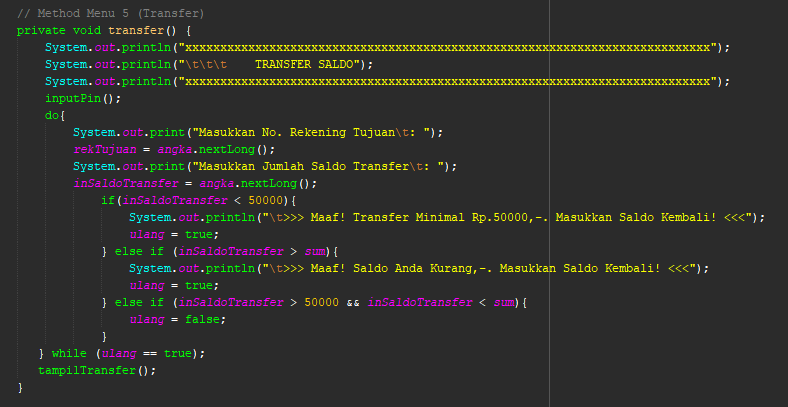 // Method Menu 5 (Transfer)
private void transfer() {
System.out.println("xxxxxxxxxxxxxxxxxxxxxxxxxxxxxxxxxxxxxxxxxxxxxxxxxxxxxxxxxxxxxxxxxxxxxxxxxxx");
System.out.println("\t\t\t    TRANSFER SALDO");
System.out.println("xxxxxxxxxxxxxxxxxxxxxxxxxxxxxxxxxxxxxxxxxxxxxxxxxxxxxxxxxxxxxxxxxxxxxxxxxxx");
inputPin();
do{
System.out.print("Masukkan No. Rekening Tujuan\t: ");
rekTujuan = angka.nextLong();
System.out.print("Masukkan Jumlah Saldo Transfer\t: ");
inSaldoTransfer = angka.nextLong();
if(inSaldoTransfer < 50000){
System.out.println("\t>>> Maaf! Transfer Minimal Rp.50000,-. Masukkan Saldo Kembali! <<<");
ulang = true;
} else if (inSaldoTransfer > sum){
System.out.println("\t>>> Maaf! Saldo Anda Kurang,-. Masukkan Saldo Kembali! <<<");
ulang = true;
} else if (inSaldoTransfer > 50000 && inSaldoTransfer < sum){
ulang = false;
}
} while (ulang == true);
tampilTransfer();
}